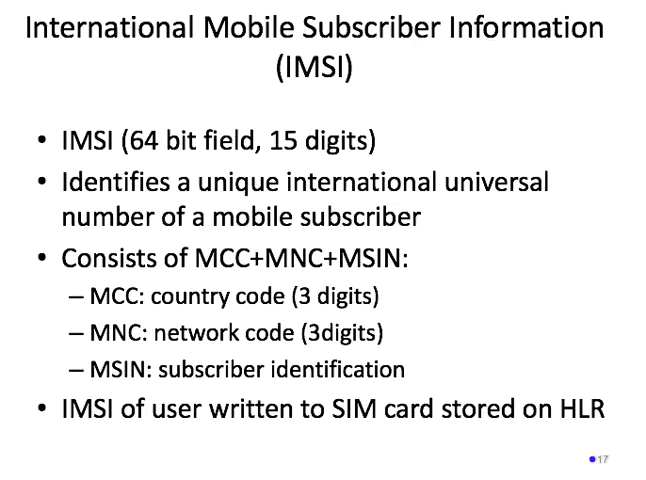 International Mobile Subscriber Information
(IMSI)
• IMSI (64 bit field, 15 digits)
• Identifies a unique international universal
number of a mobile subscriber
• Consists of MCC+MNC+MSIN:
– MCC: country code (3 digits)
– MNC: network code (3digits)
– MSIN: subscriber identification
• IMSI of user written to SIM card stored on HLR
•17